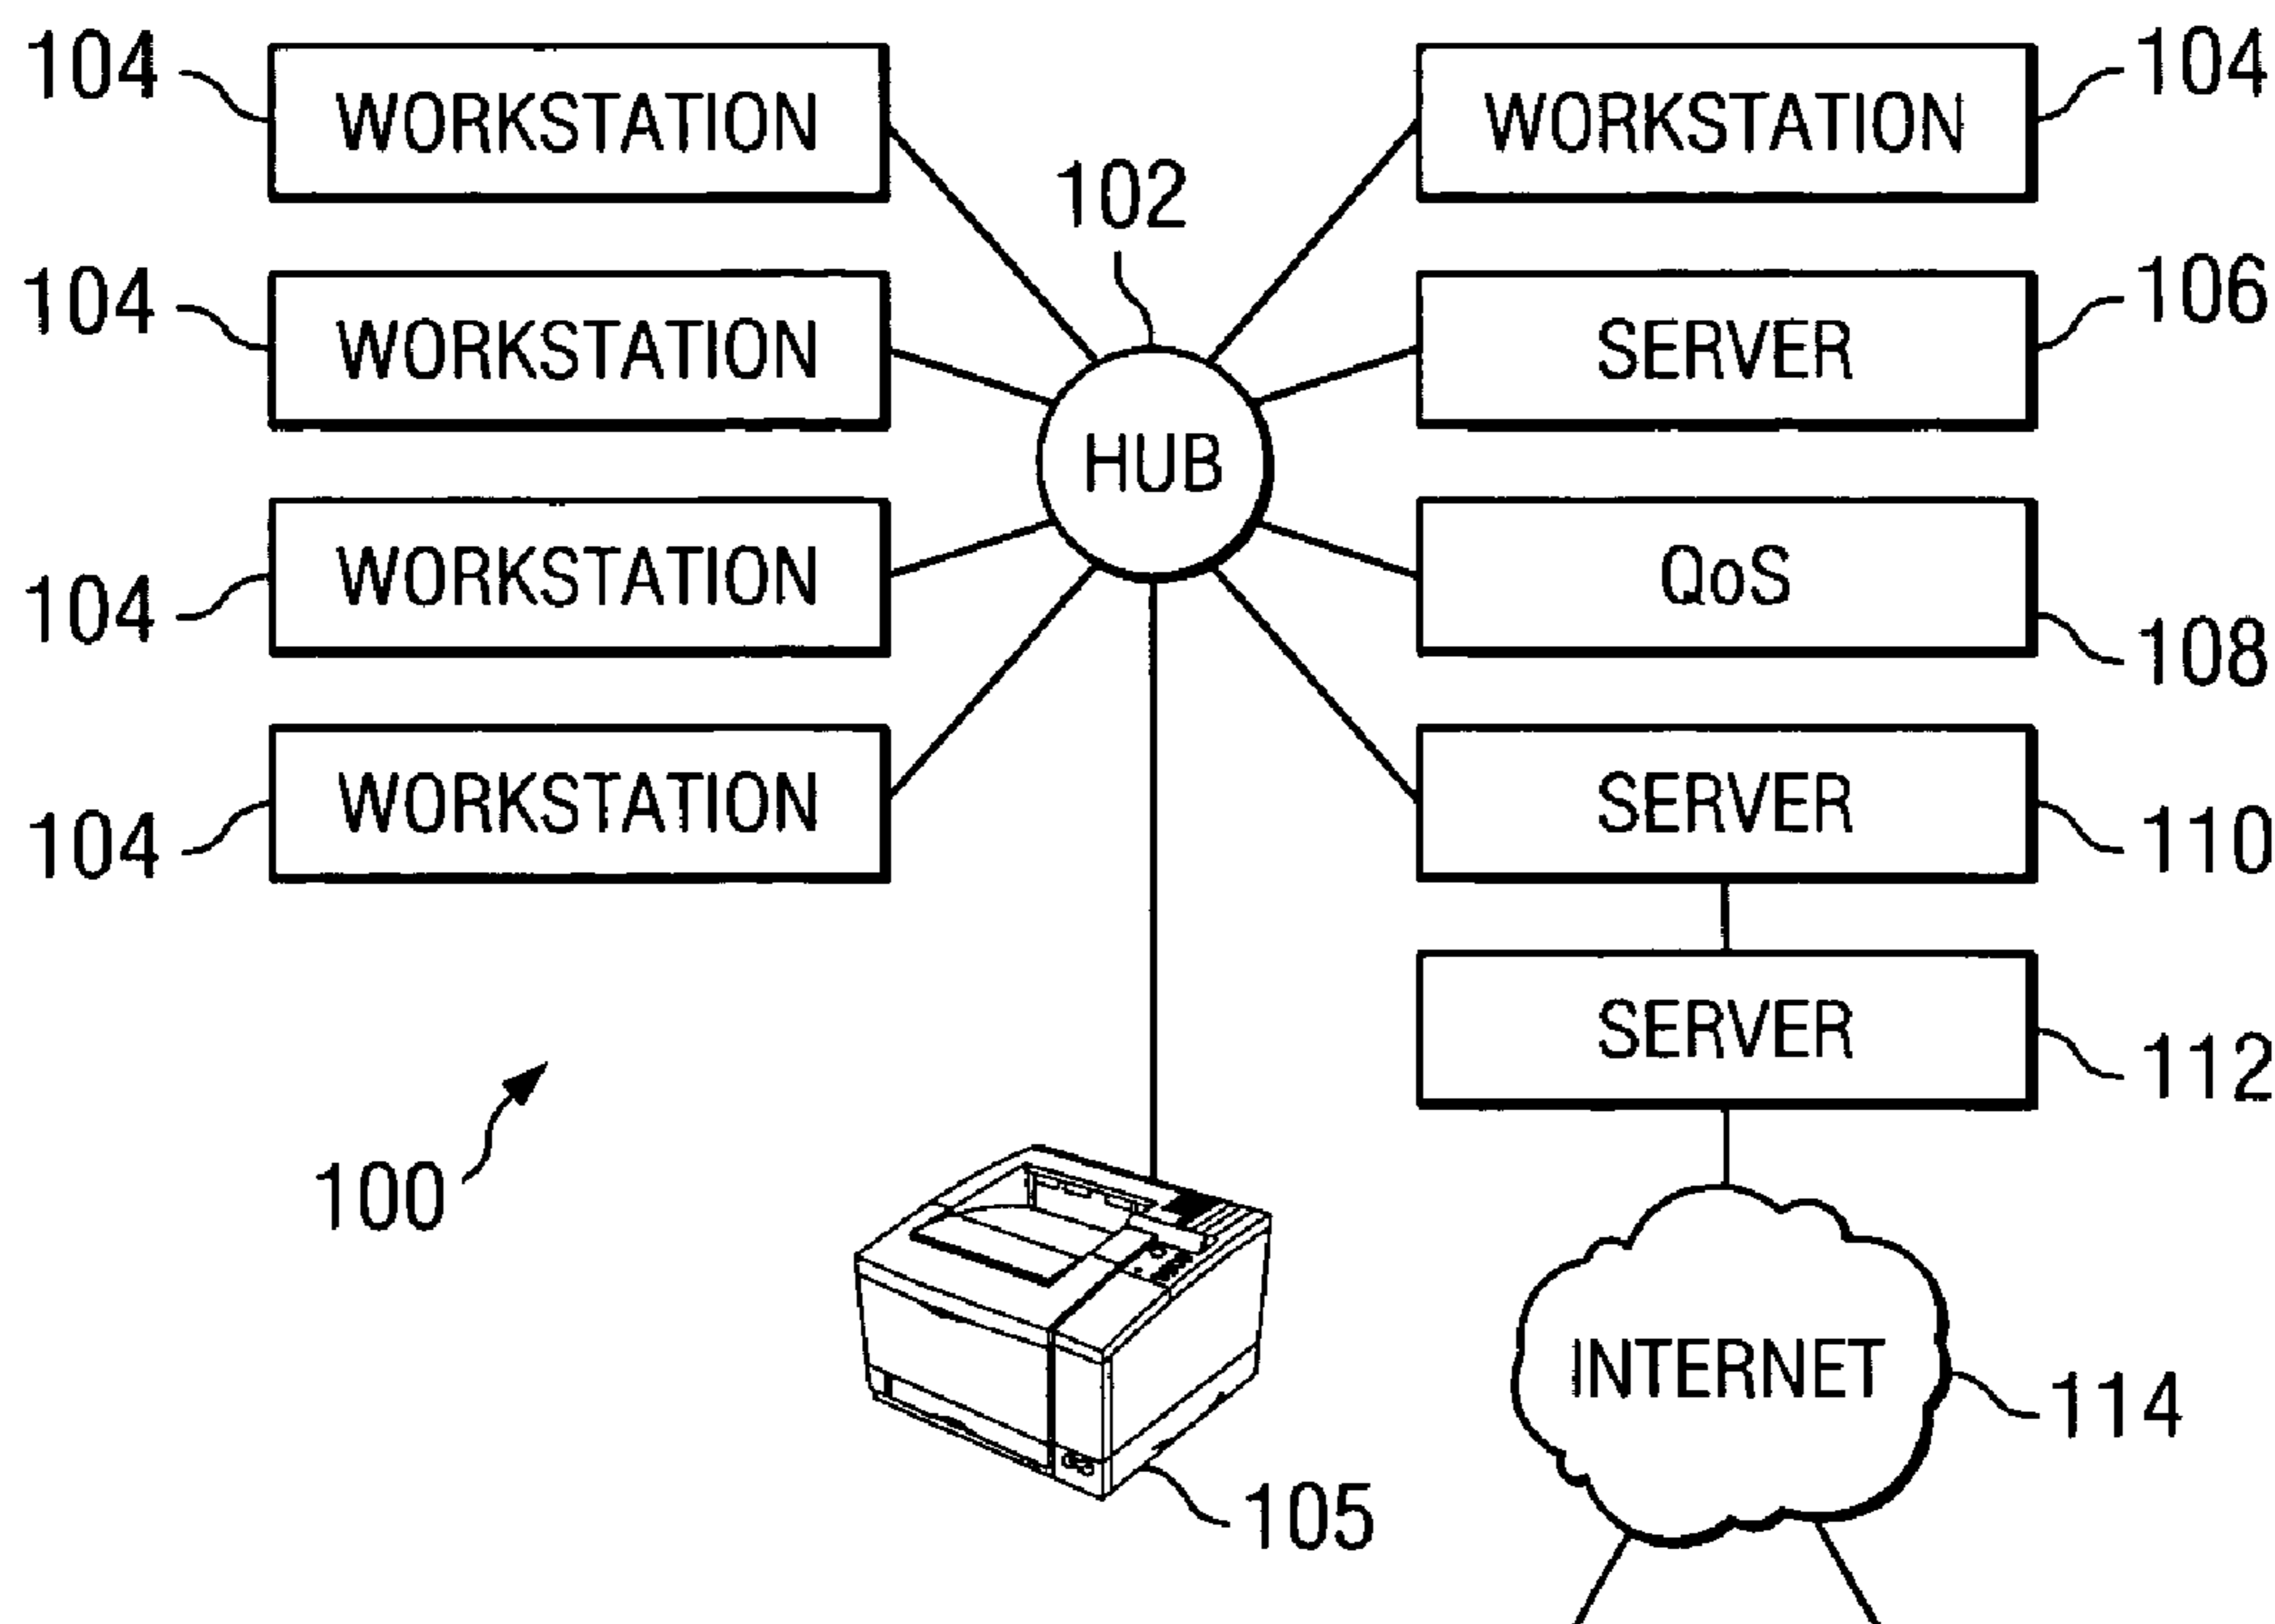 104 WORKSTATION WORKSTATION 104
102
104 WORKSTATION SERVER 106
HUB
104 WORKSTATION QoS 108
104 WORKSTATION SERVER 110
SERVER 112
100
INTERNET 114
105